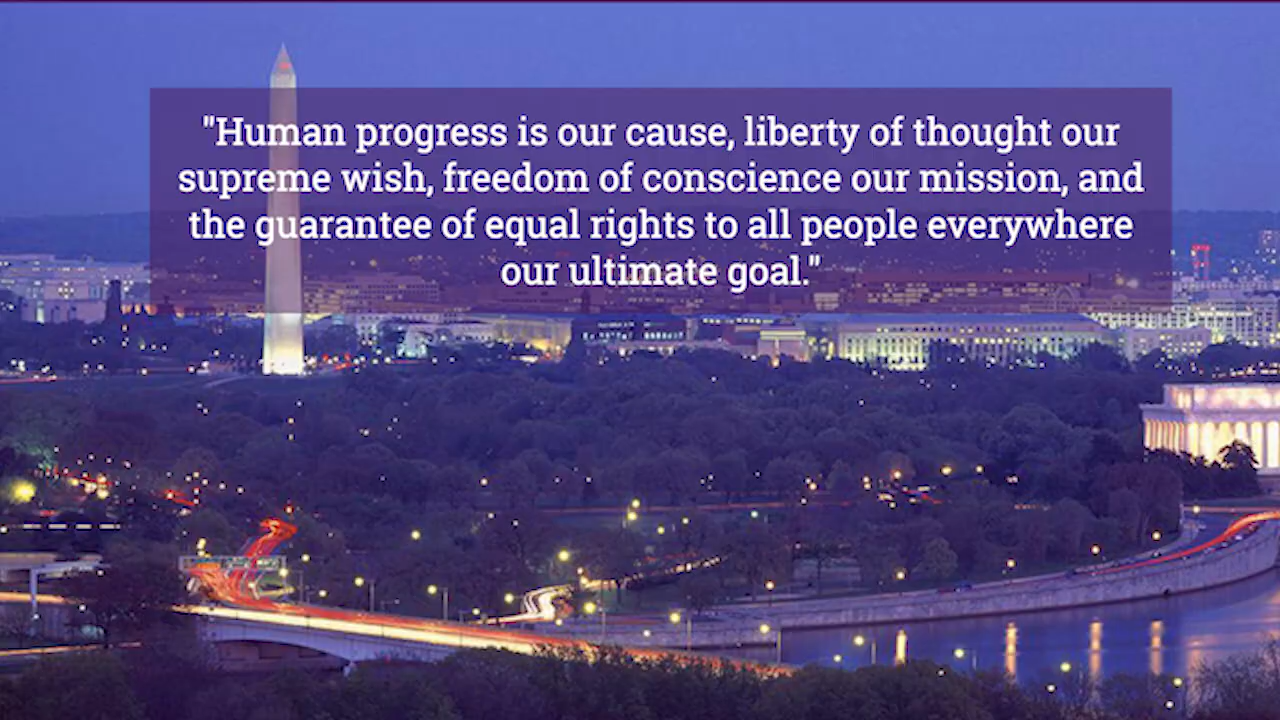 "Human progress is our cause, liberty of thought our
supreme wish, freedom of conscience our mission, and
the guarantee of equal rights to all people everywhere
our ultimate goal."